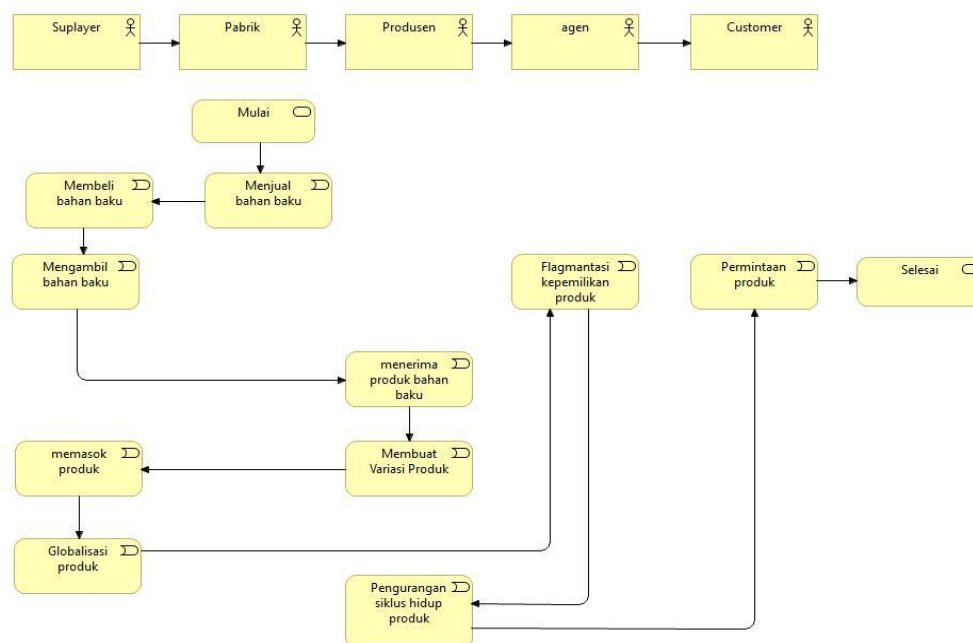 Suplayer
Pabrik
Produsen
agen
Customer
Mulai
Membeli
bahan baku
Menjual
bahan baku
Mengambil
bahan baku
Flagmantasi
kepemilikan
produk
Permintaan
produk
Selesai
menerima
produk bahan
baku
memasok
produk
Membuat
Variasi Produk
Globalisasi
produk
Pengurangan
siklus hidup
produk